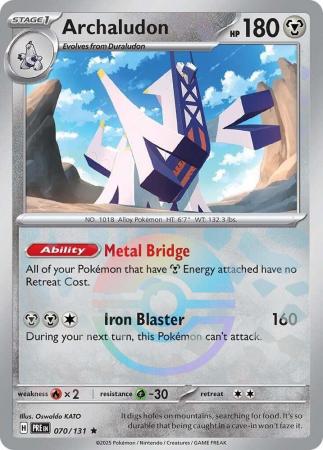 STAGE 1 Archaludon HP 180
Evolves from Duraludon
NO. 1018 Alloy Pokémon HT: 6'7" WT: 132.3 lbs.
Ability Metal Bridge
All of your Pokémon that have Energy attached have no
Retreat Cost.
Iron Blaster 160
During your next turn, this Pokémon can't attack.
weakness ×2 resistance -30 retreat
Illus. Oswaldo KATO
H PRE EN 070/131 ★
It digs holes on mountains, searching
for food. It's so durable that being
caught in a cave-in won't faze it.
©2025 Pokémon / Nintendo / Creatures / GAME FREAK